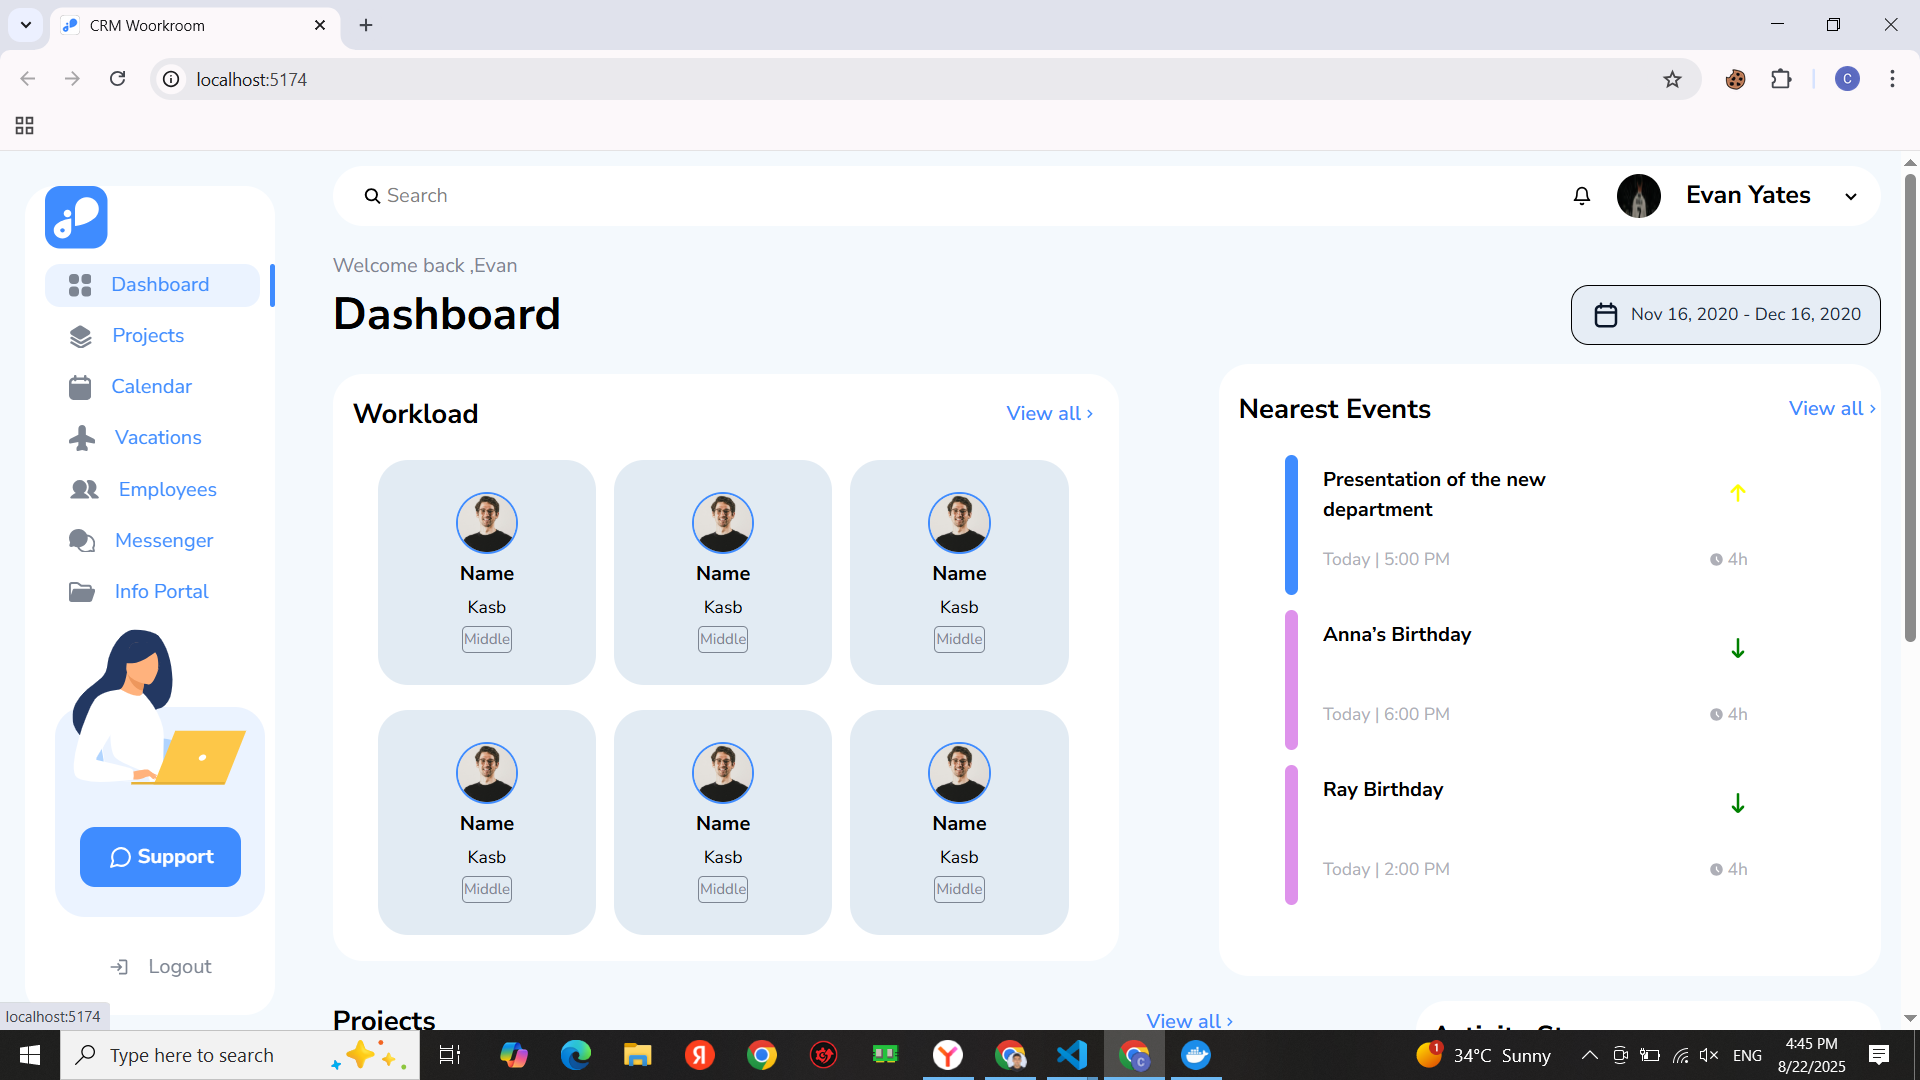 CRM Woorkroom
localhost:5174
Search
Evan Yates
Dashboard
Projects
Calendar
Vacations
Employees
Messenger
Info Portal
Support
Logout
localhost:5174
Welcome back ,Evan
Dashboard
Nov 16, 2020 - Dec 16, 2020
Workload
View all ›
Name
Kasb
Middle
Name
Kasb
Middle
Name
Kasb
Middle
Name
Kasb
Middle
Name
Kasb
Middle
Name
Kasb
Middle
Nearest Events
View all ›
Presentation of the new
department
Today | 5:00 PM
4h
Anna’s Birthday
Today | 6:00 PM
4h
Ray Birthday
Today | 2:00 PM
4h
Projects
View all ›
Type here to search
34°C Sunny
ENG
4:45 PM
8/22/2025
C
C
1